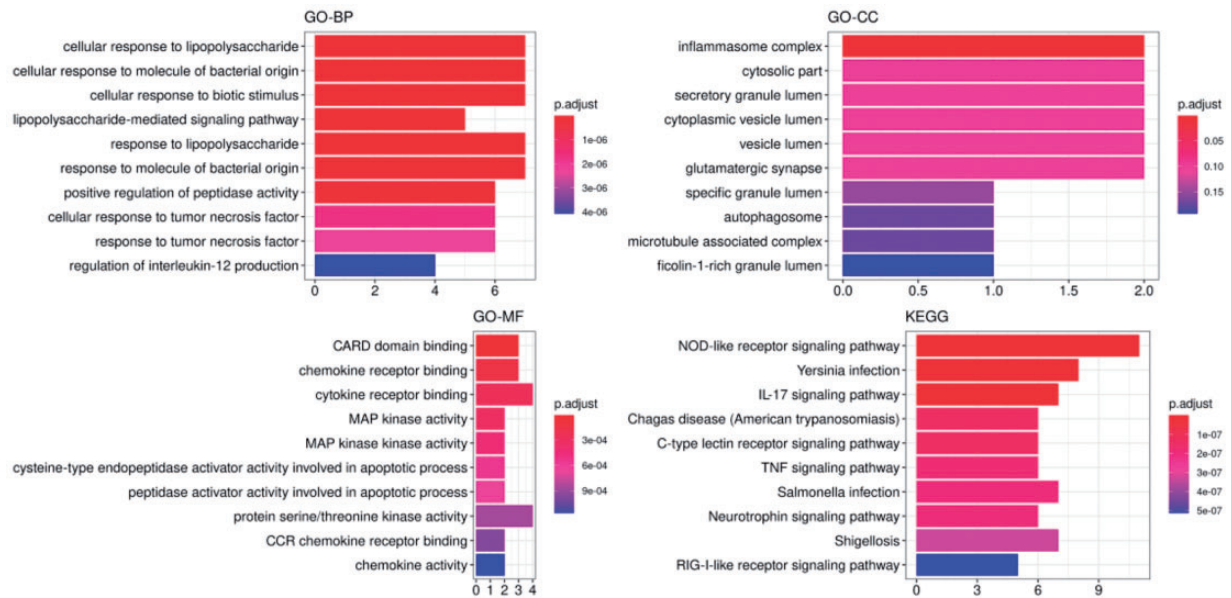 GO-BP
cellular response to lipopolysaccharide
cellular response to molecule of bacterial origin
cellular response to biotic stimulus
lipopolysaccharide-mediated signaling pathway
response to lipopolysaccharide
response to molecule of bacterial origin
positive regulation of peptidase activity
cellular response to tumor necrosis factor
response to tumor necrosis factor
regulation of interleukin-12 production
0 2 4 6
p.adjust
1e-06
2e-06
3e-06
4e-06
GO-CC
inflammasome complex
cytosolic part
secretory granule lumen
cytoplasmic vesicle lumen
vesicle lumen
glutamatergic synapse
specific granule lumen
autophagosome
microtubule associated complex
ficolin-1-rich granule lumen
0.0 0.5 1.0 1.5 2.0
p.adjust
0.05
0.10
0.15
GO-MF
CARD domain binding
chemokine receptor binding
cytokine receptor binding
MAP kinase activity
MAP kinase kinase activity
cysteine-type endopeptidase activator activity involved in apoptotic process
peptidase activator activity involved in apoptotic process
protein serine/threonine kinase activity
CCR chemokine receptor binding
chemokine activity
0 1 2 3 4
p.adjust
3e-04
6e-04
9e-04
KEGG
NOD-like receptor signaling pathway
Yersinia infection
IL-17 signaling pathway
Chagas disease (American trypanosomiasis)
C-type lectin receptor signaling pathway
TNF signaling pathway
Salmonella infection
Neurotrophin signaling pathway
Shigellosis
RIG-I-like receptor signaling pathway
0 3 6 9
p.adjust
1e-07
2e-07
3e-07
4e-07
5e-07